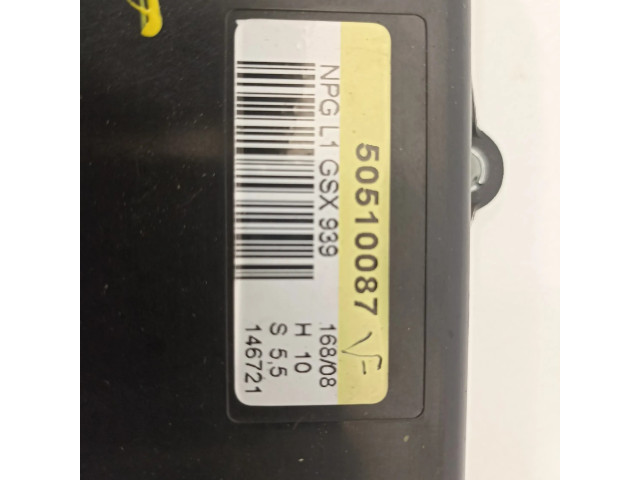 50510087
NPG L1 GSX 939
168/08
H 10
S 5,5
146721